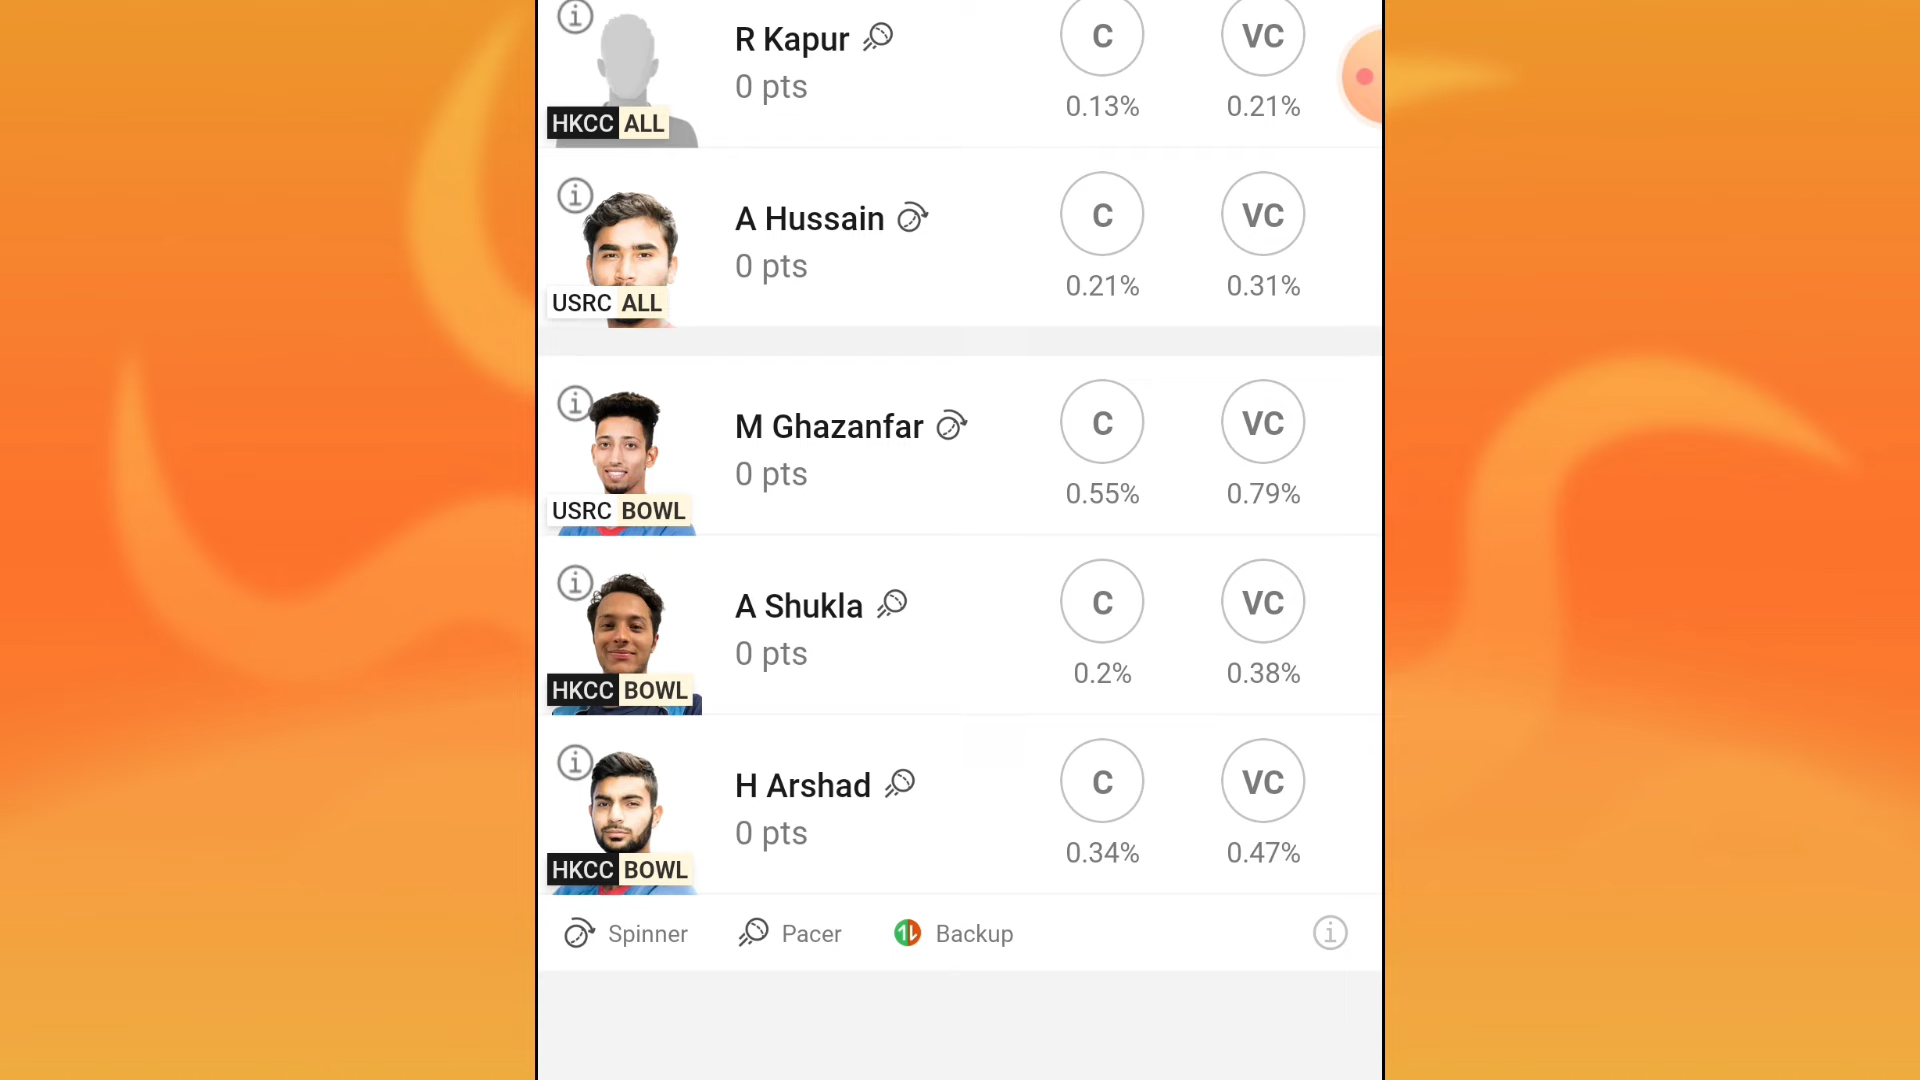 R Kapur
C
VC
0 pts
0.13%
0.21%
HKCC ALL
A Hussain
C
VC
0 pts
0.21%
0.31%
USRC ALL
M Ghazanfar
C
VC
0 pts
0.55%
0.79%
USRC BOWL
A Shukla
C
VC
0 pts
0.2%
0.38%
HKCC BOWL
H Arshad
C
VC
0 pts
0.34%
0.47%
HKCC BOWL
Spinner
Pacer
Backup